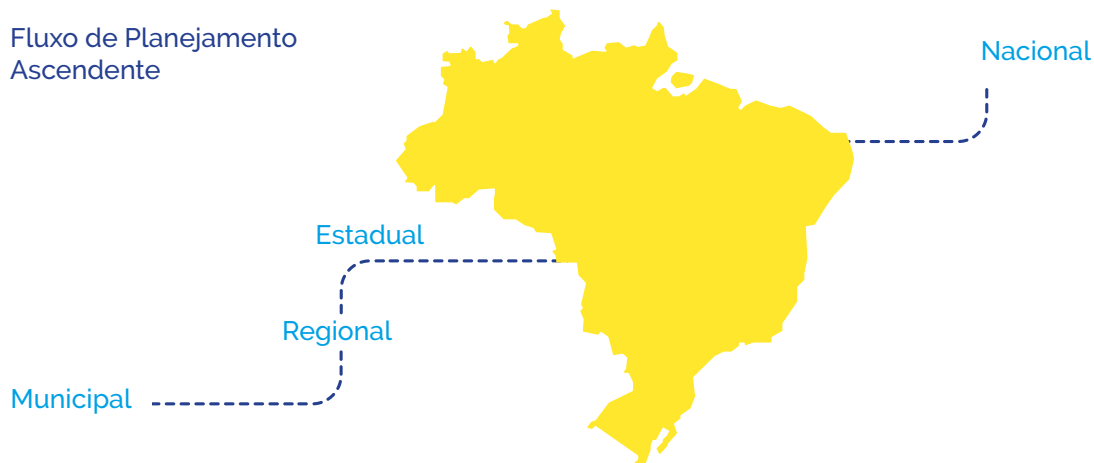 Fluxo de Planejamento
Ascendente
Nacional
Estadual
Regional
Municipal